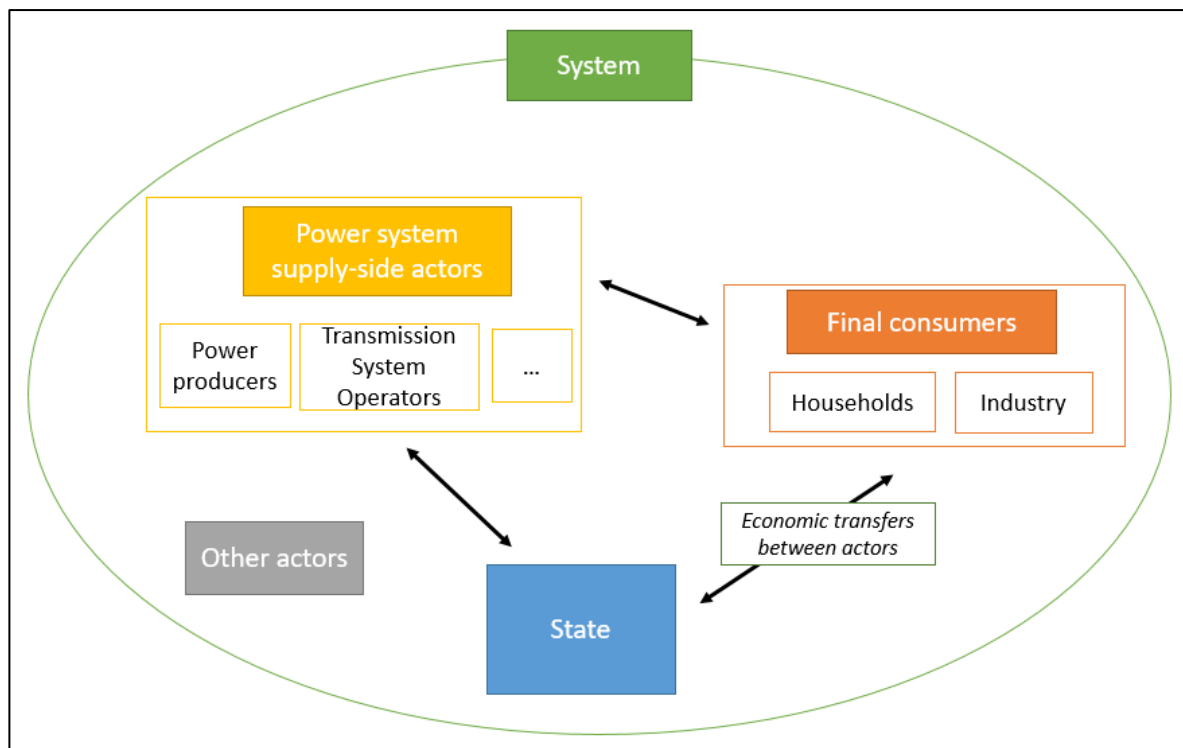 System
Power system
supply-side actors
Power
producers
Transmission
System
Operators
...
Final consumers
Households
Industry
Economic transfers
between actors
Other actors
State